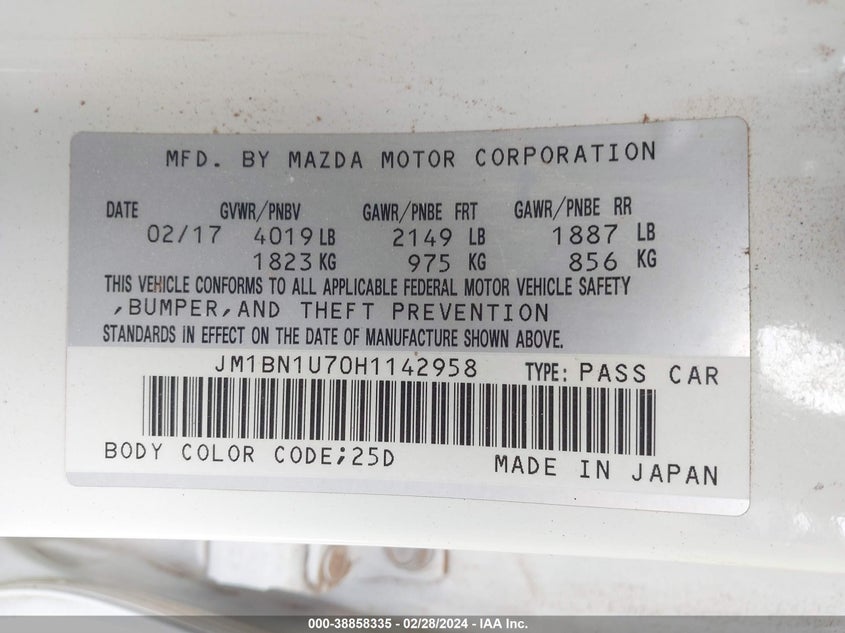 MFD. BY MAZDA MOTOR CORPORATION
DATE GVWR/PNBV GAWR/PNBE FRT GAWR/PNBE RR
02/17 4019 LB 2149 LB 1887 LB
1823 KG 975 KG 856 KG
THIS VEHICLE CONFORMS TO ALL APPLICABLE FEDERAL MOTOR VEHICLE SAFETY
,BUMPER,AND THEFT PREVENTION
STANDARDS IN EFFECT ON THE DATE OF MANUFACTURE SHOWN ABOVE.
JM1BN1U70H1142958 TYPE: PASS CAR
BODY COLOR CODE;25D MADE IN JAPAN
000-38858335 - 02/28/2024 - IAA Inc.